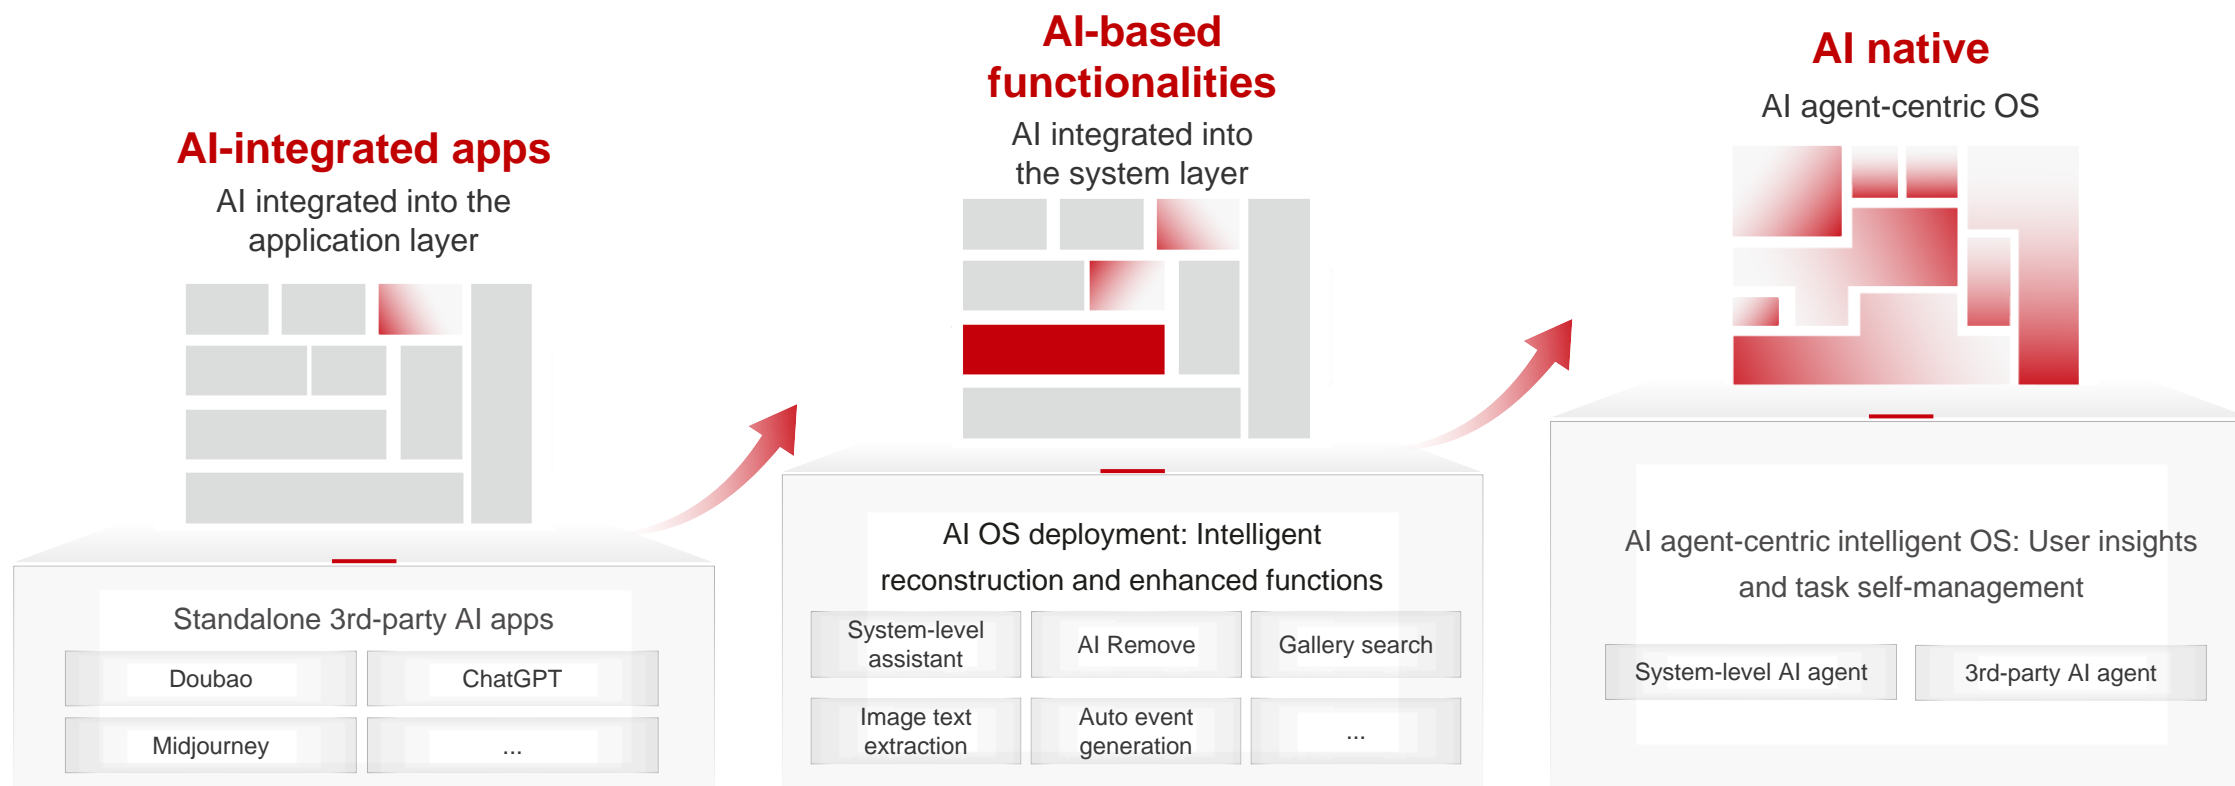 AI-integrated apps
AI integrated into the
application layer
Standalone 3rd-party AI apps
Doubao
ChatGPT
Midjourney
...
AI-based
functionalities
AI integrated into
the system layer
AI OS deployment: Intelligent
reconstruction and enhanced functions
System-level
assistant
AI Remove
Gallery search
Image text
extraction
Auto event
generation
...
AI native
AI agent-centric OS
AI agent-centric intelligent OS: User insights
and task self-management
System-level AI agent
3rd-party AI agent